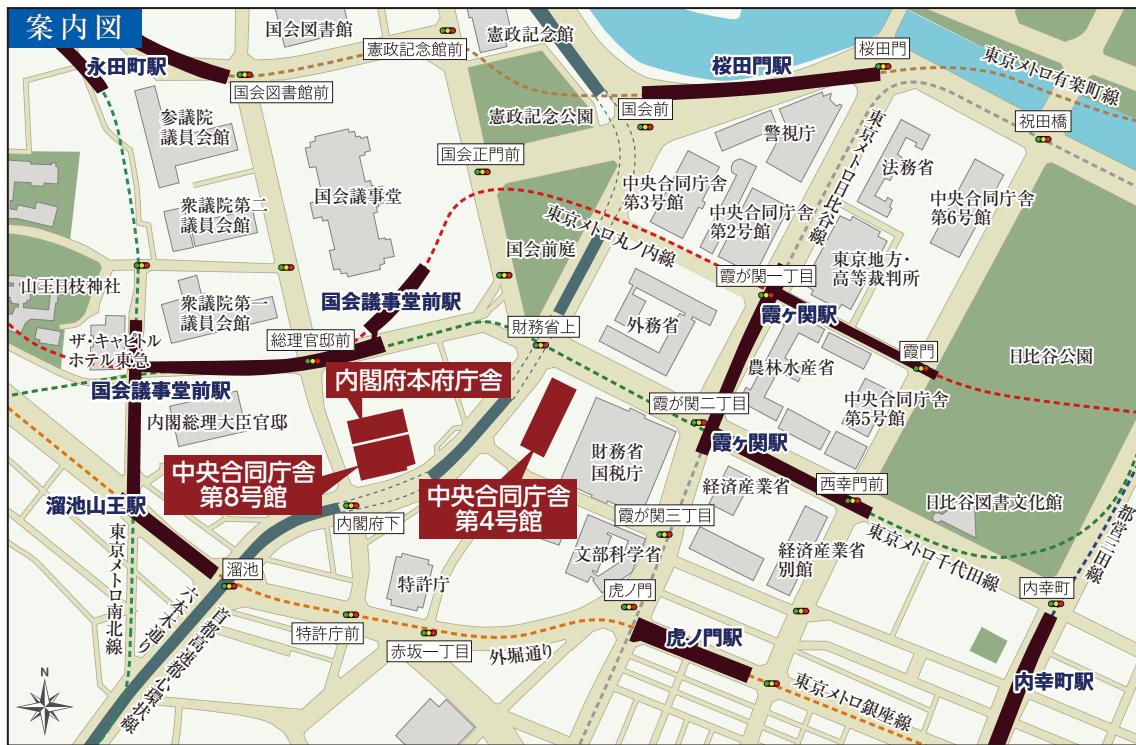 案内図
国会図書館
憲政記念館前
憲政記念館
桜田門
東京メトロ有楽町線
永田町駅
国会図書館前
桜田門駅
国会前
祝田橋
参議院
議員会館
憲政記念公園
警視庁
東京メトロ日比谷線
法務省
国会正門前
国会議事堂
中央合同庁舎
第3号館
中央合同庁舎
第2号館
中央合同庁舎
第6号館
衆議院第二
議員会館
東京メトロ丸ノ内線
国会前庭
東京地方・
高等裁判所
霞が関一丁目
山王日枝神社
衆議院第一
議員会館
国会議事堂前駅
財務省上
外務省
霞ケ関駅
ザ・キャピトル
ホテル東急
総理官邸前
霞門
日比谷公園
農林水産省
国会議事堂前駅
内閣府本府庁舎
霞が関二丁目
中央合同庁舎
第5号館
内閣総理大臣官邸
霞ケ関駅
財務省
国税庁
中央合同庁舎
第8号館
中央合同庁舎
第4号館
経済産業省
西幸門前
日比谷図書文化館
溜池山王駅
内閣府下
霞が関三丁目
都営三田線
東京メトロ南北線
文部科学省
経済産業省
別館
東京メトロ千代田線
溜池
特許庁
虎ノ門
内幸町
六本木通り
首都高速都心環状線
特許庁前
赤坂一丁目
外堀通り
虎ノ門駅
内幸町駅
東京メトロ銀座線
N